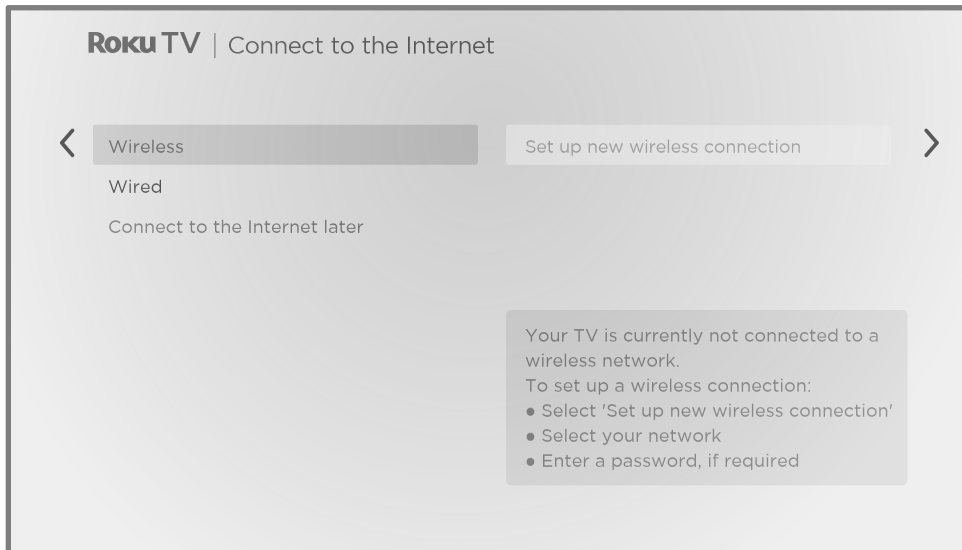 Roku TV | Connect to the Internet
Wireless
Set up new wireless connection
Wired
Connect to the Internet later
Your TV is currently not connected to a
wireless network.
To set up a wireless connection:
● Select 'Set up new wireless connection'
● Select your network
● Enter a password, if required